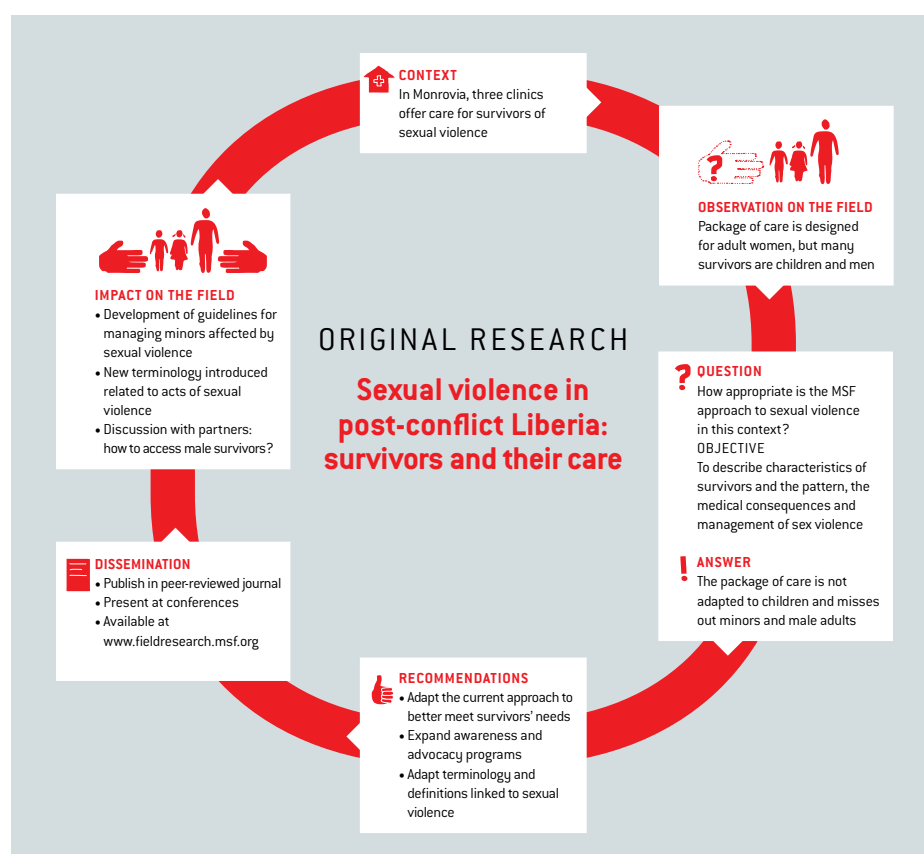 CONTEXT
In Monrovia, three clinics
offer care for survivors of
sexual violence
?
OBSERVATION ON THE FIELD
Package of care is designed
for adult women, but many
survivors are children and men
ORIGINAL RESEARCH
Sexual violence in
post-conflict Liberia:
survivors and their care
? QUESTION
How appropriate is the MSF
approach to sexual violence
in this context?
OBJECTIVE
To describe characteristics of
survivors and the pattern, the
medical consequences and
management of sex violence
! ANSWER
The package of care is not
adapted to children and misses
out minors and male adults
RECOMMENDATIONS
• Adapt the current approach to
better meet survivors' needs
• Expand awareness and
advocacy programs
• Adapt terminology and
definitions linked to sexual
violence
DISSEMINATION
• Publish in peer-reviewed journal
• Present at conferences
• Available at
www.fieldresearch.msf.org
IMPACT ON THE FIELD
• Development of guidelines for
managing minors affected by
sexual violence
• New terminology introduced
related to acts of sexual
violence
• Discussion with partners:
how to access male survivors?